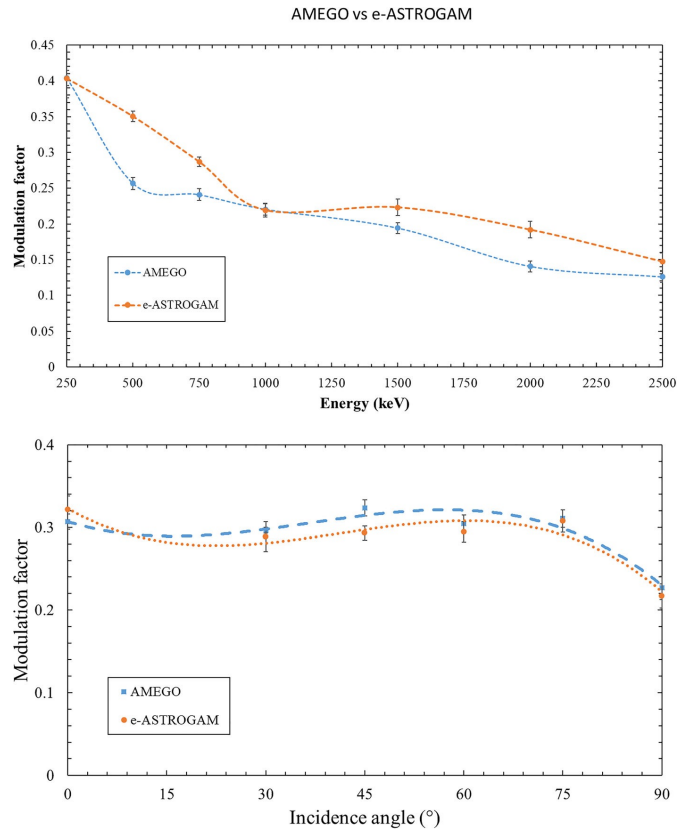 AMEGO vs e-ASTROGAM
0.45
0.4
0.35
0.3
0.25
0.2
0.15
0.1
0.05
0
Modulation factor
AMEGO
e-ASTROGAM
250 500 750 1000 1250 1500 1750 2000 2250 2500
Energy (keV)
0.4
0.3
0.2
0.1
0
Modulation factor
AMEGO
e-ASTROGAM
0 15 30 45 60 75 90
Incidence angle (°)